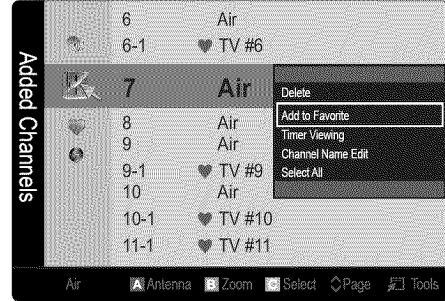 Added Channels
6 Air
6-1 ♥ TV #6
7 Air
8 Air
9 Air
9-1 ♥ TV #9
10 Air
10-1 ♥ TV #10
11-1 ♥ TV #11
Delete
Add to Favorite
Timer Viewing
Channel Name Edit
Select All
Air A Antenna B Zoom C Select Page Tools